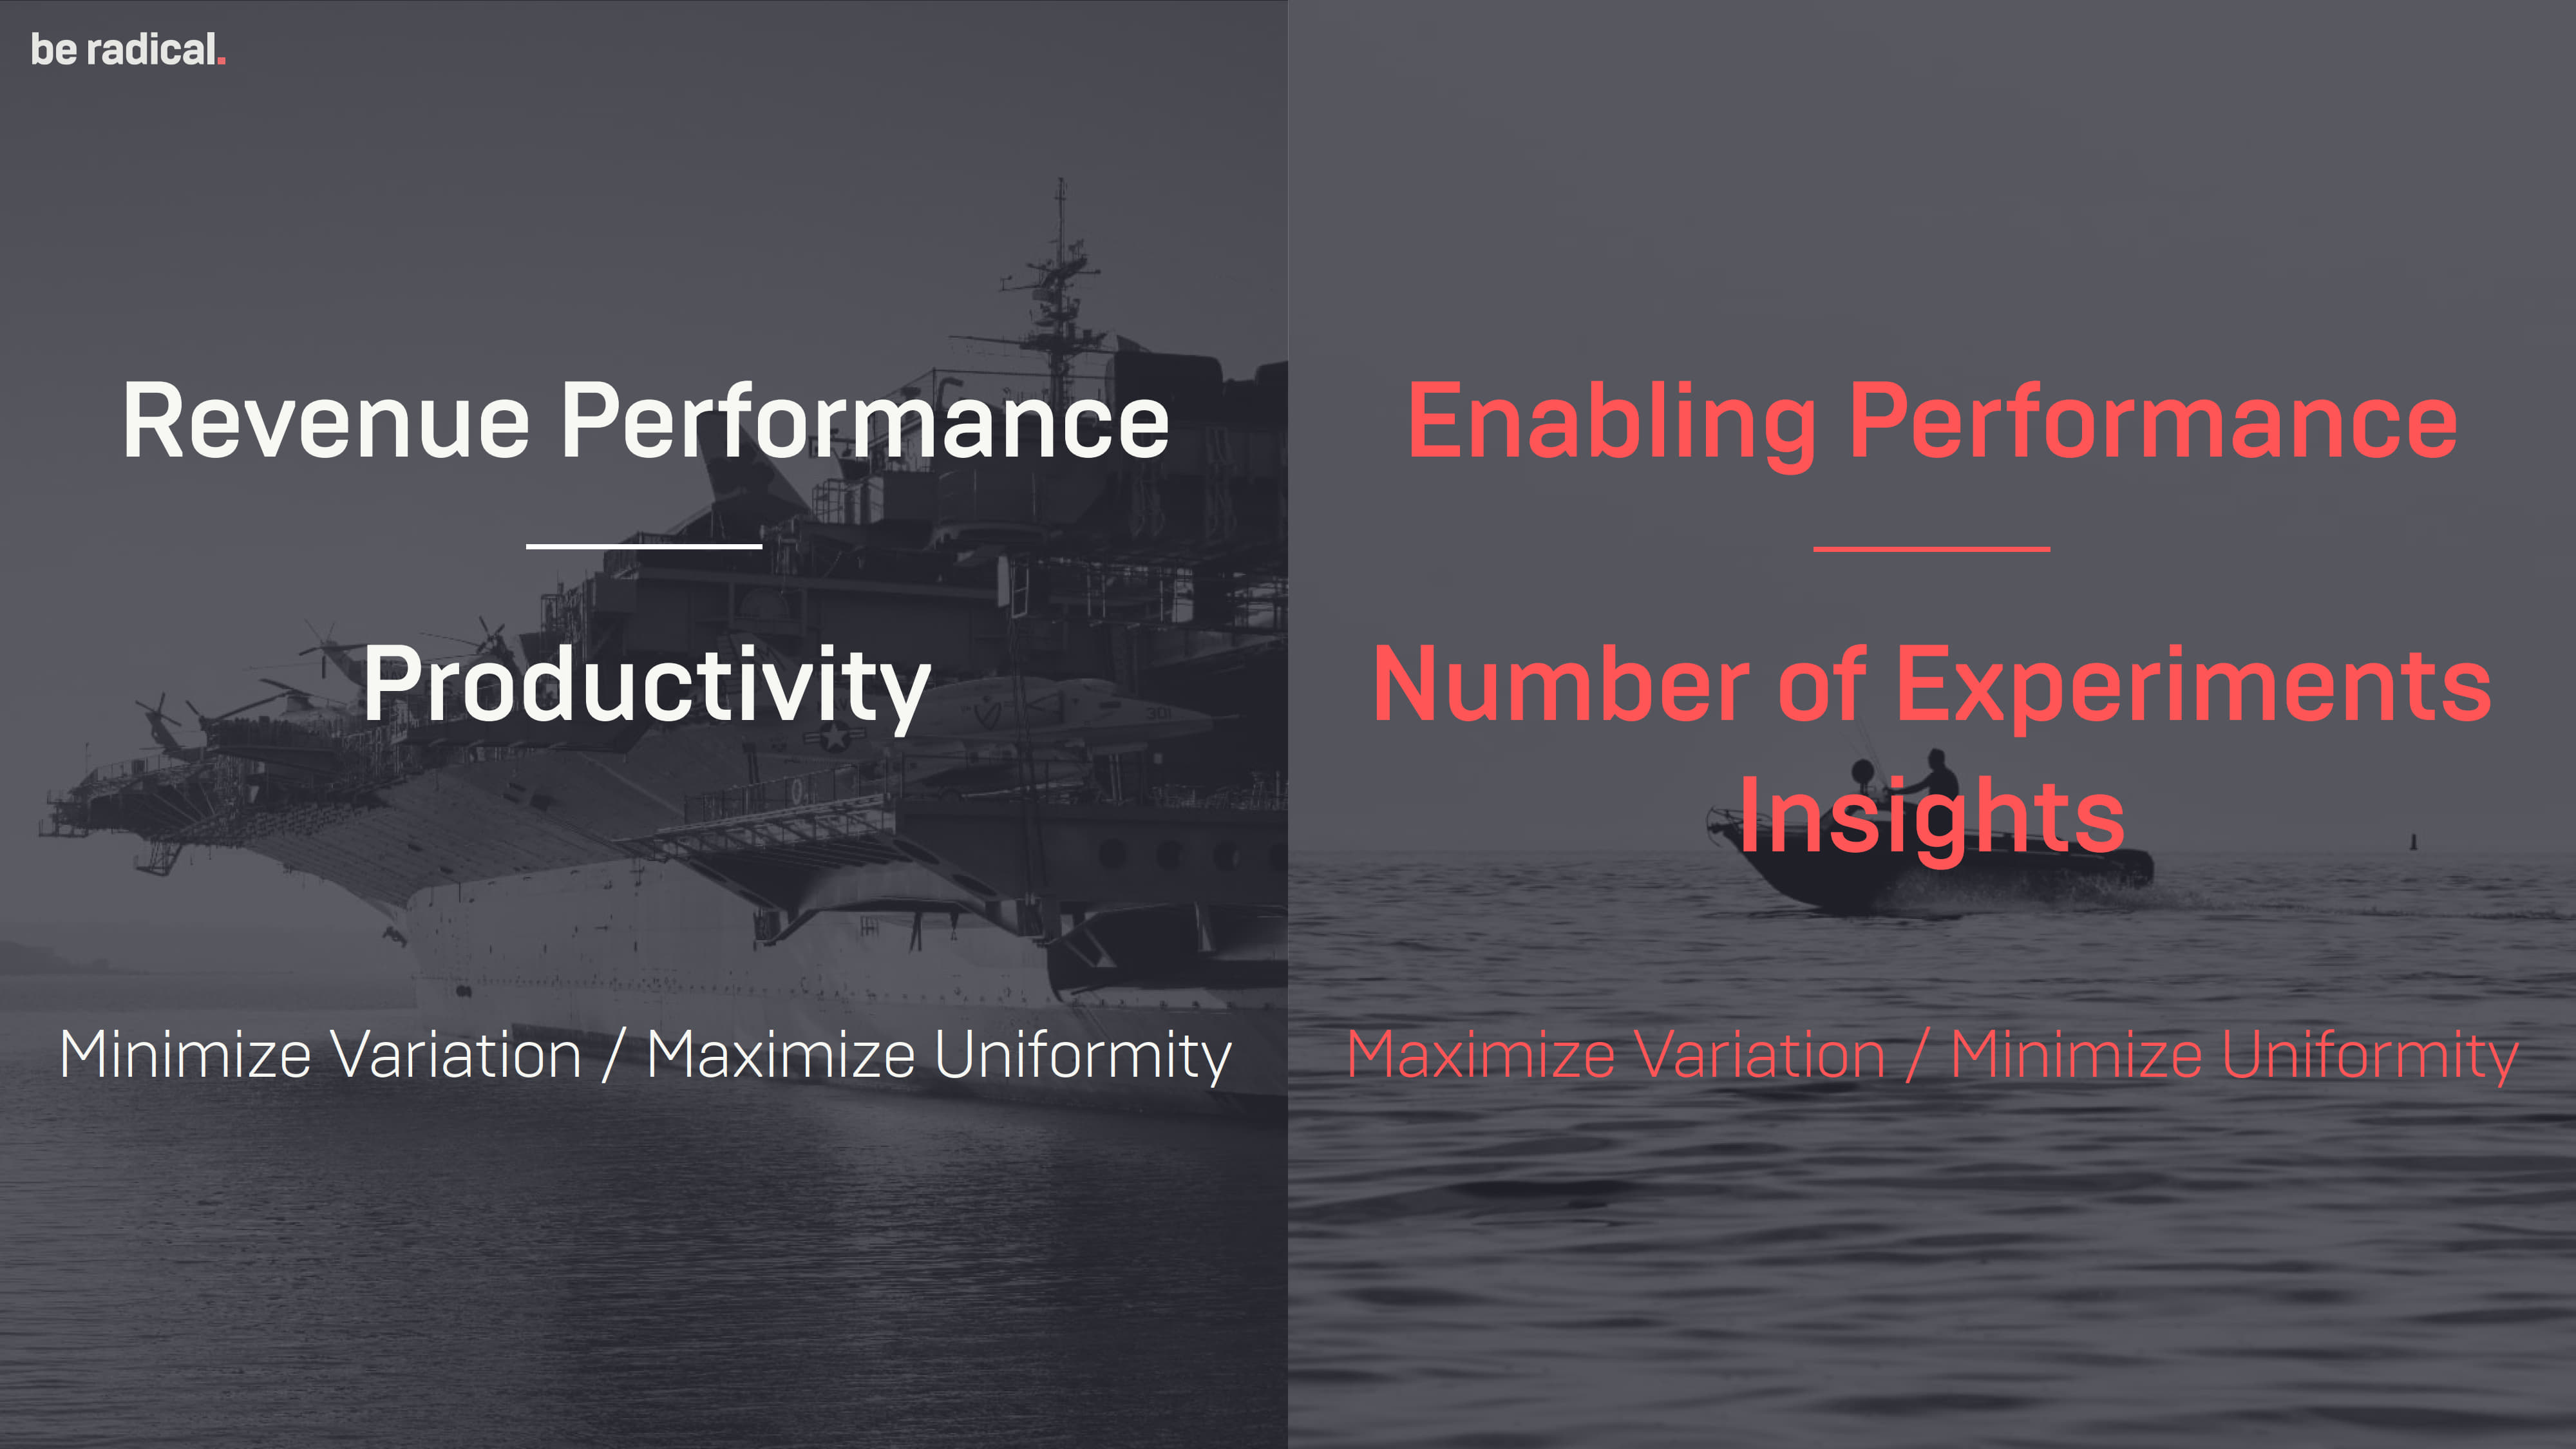 be radical.
Revenue Performance
Productivity
Minimize Variation / Maximize Uniformity
Enabling Performance
Number of Experiments
Insights
Maximize Variation / Minimize Uniformity
301